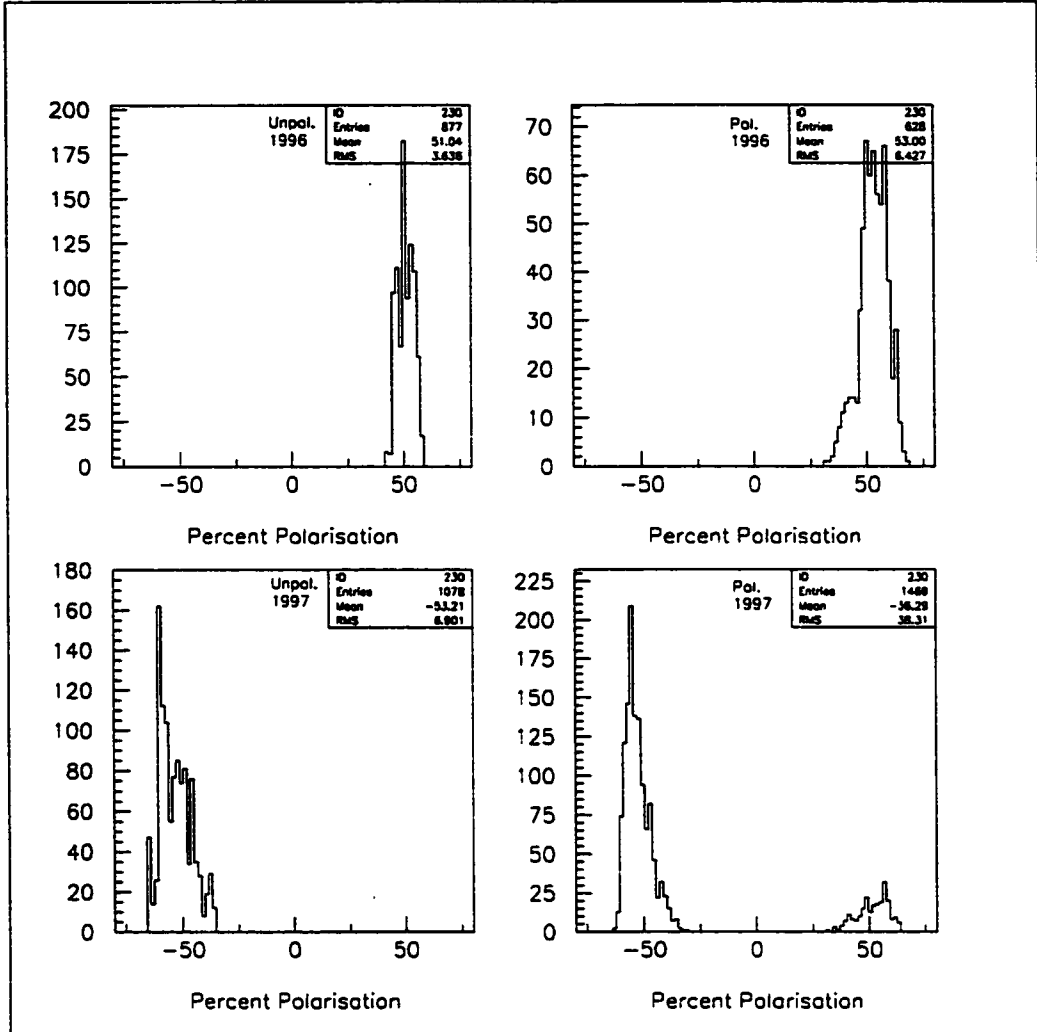 Unpol.
1996
ID 230
Entries 877
Mean 51.04
RMS 3.636
200
175
150
125
100
75
50
25
0
-50 0 50
Percent Polarisation
Pol.
1996
ID 230
Entries 628
Mean 53.00
RMS 6.427
70
60
50
40
30
20
10
0
-50 0 50
Percent Polarisation
Unpol.
1997
ID 230
Entries 1078
Mean -53.21
RMS 6.901
180
160
140
120
100
80
60
40
20
0
-50 0 50
Percent Polarisation
Pol.
1997
ID 230
Entries
Mean
RMS 38.31
225
200
175
150
125
100
75
50
25
0
-50 0 50
Percent Polarisation